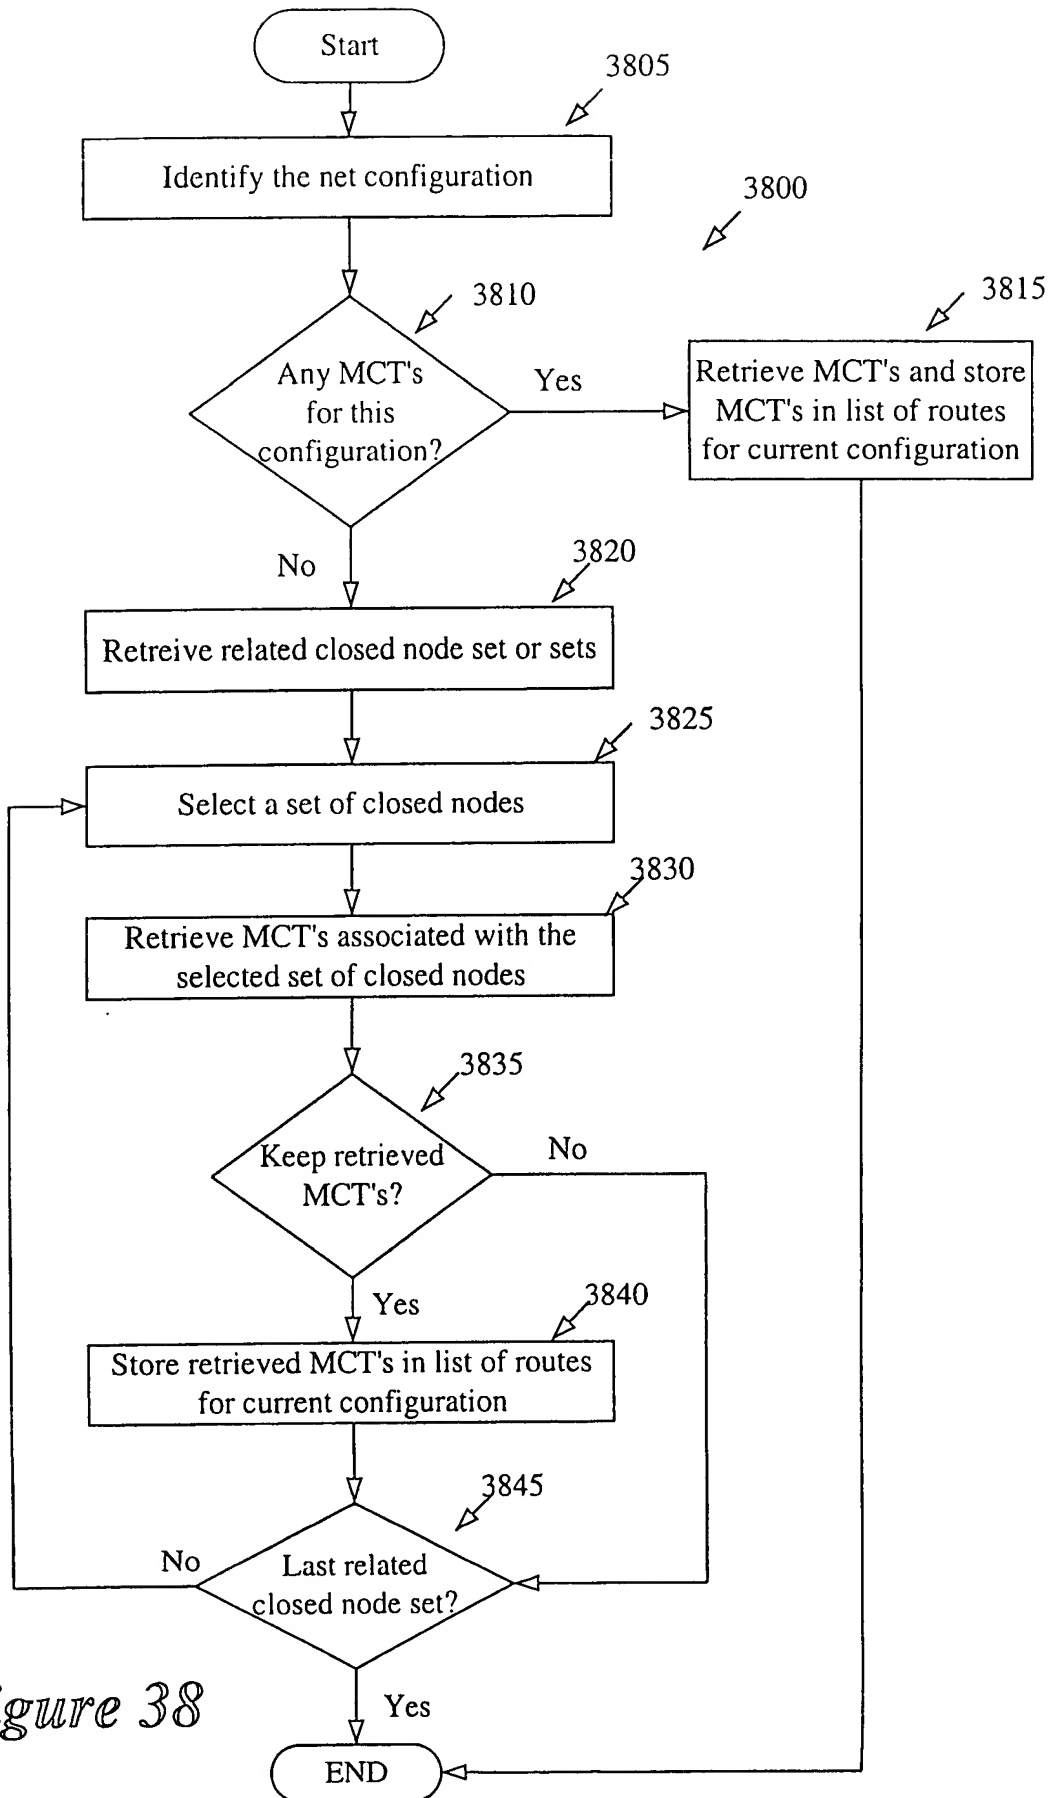 Start
3805
Identify the net configuration
3800
3810
3815
Any MCT's
for this
configuration?
Yes
Retrieve MCT's and store
MCT's in list of routes
for current configuration
No
3820
Retreive related closed node set or sets
3825
Select a set of closed nodes
3830
Retrieve MCT's associated with the
selected set of closed nodes
3835
Keep retrieved
MCT's?
No
Yes
3840
Store retrieved MCT's in list of routes
for current configuration
3845
No
Last related
closed node set?
Yes
igure 38
END